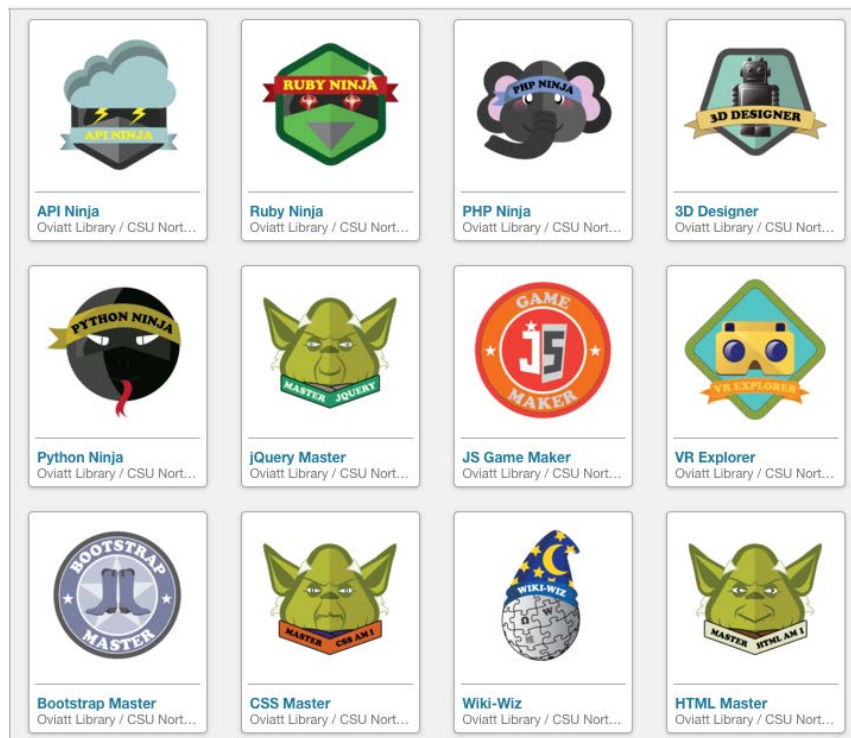 API NINJA
RUBY NINJA
PHP NINJA
3D DESIGNER
API Ninja
Oviatt Library / CSU Nort...
Ruby Ninja
Oviatt Library / CSU Nort...
PHP Ninja
Oviatt Library / CSU Nort...
3D Designer
Oviatt Library / CSU Nort...
PYTHON NINJA
MASTER JQUERY
GAME
JS
MAKER
VR EXPLORER
Python Ninja
Oviatt Library / CSU Nort...
jQuery Master
Oviatt Library / CSU Nort...
JS Game Maker
Oviatt Library / CSU Nort...
VR Explorer
Oviatt Library / CSU Nort...
BOOTSTRAP
MASTER
MASTER CSS AM I
WIKI-WIZ
Ω W
MASTER HTML AM I
Bootstrap Master
Oviatt Library / CSU Nort...
CSS Master
Oviatt Library / CSU Nort...
Wiki-Wiz
Oviatt Library / CSU Nort...
HTML Master
Oviatt Library / CSU Nort...